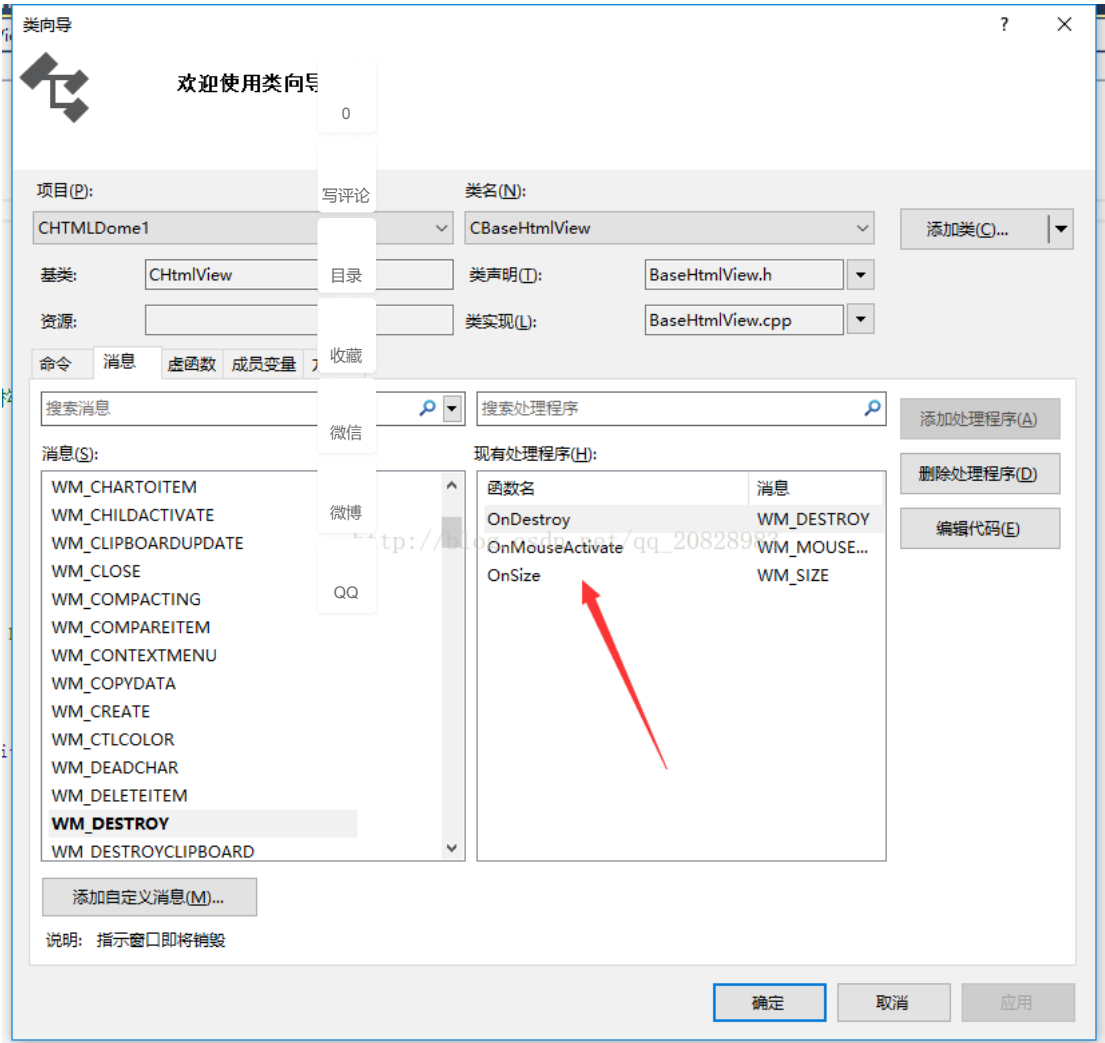 类向导
?
欢迎使用类向导
0
写评论
目录
收藏
微信
微博
QQ
项目(P):
类名(N):
CHTMLDome1
CBaseHtmlView
添加类(C)...
基类:
CHtmlView
类声明(T):
BaseHtmlView.h
资源:
类实现(L):
BaseHtmlView.cpp
命令
消息
虚函数
成员变量
搜索消息
搜索处理程序
添加处理程序(A)
消息(S):
现有处理程序(H):
删除处理程序(D)
编辑代码(E)
WM_CHARTOITEM
WM_CHILDACTIVATE
WM_CLIPBOARDUPDATE
WM_CLOSE
WM_COMPACTING
WM_COMPAREITEM
WM_CONTEXTMENU
WM_COPYDATA
WM_CREATE
WM_CTLCOLOR
WM_DEADCHAR
WM_DELETEITEM
WM_DESTROY
WM_DESTROYCLIPBOARD
函数名 消息
OnDestroy WM_DESTROY
OnMouseActivate WM_MOUSE...
OnSize WM_SIZE
http://blog.csdn.net/qq_20828983
添加自定义消息(M)...
说明: 指示窗口即将销毁
确定
取消
应用